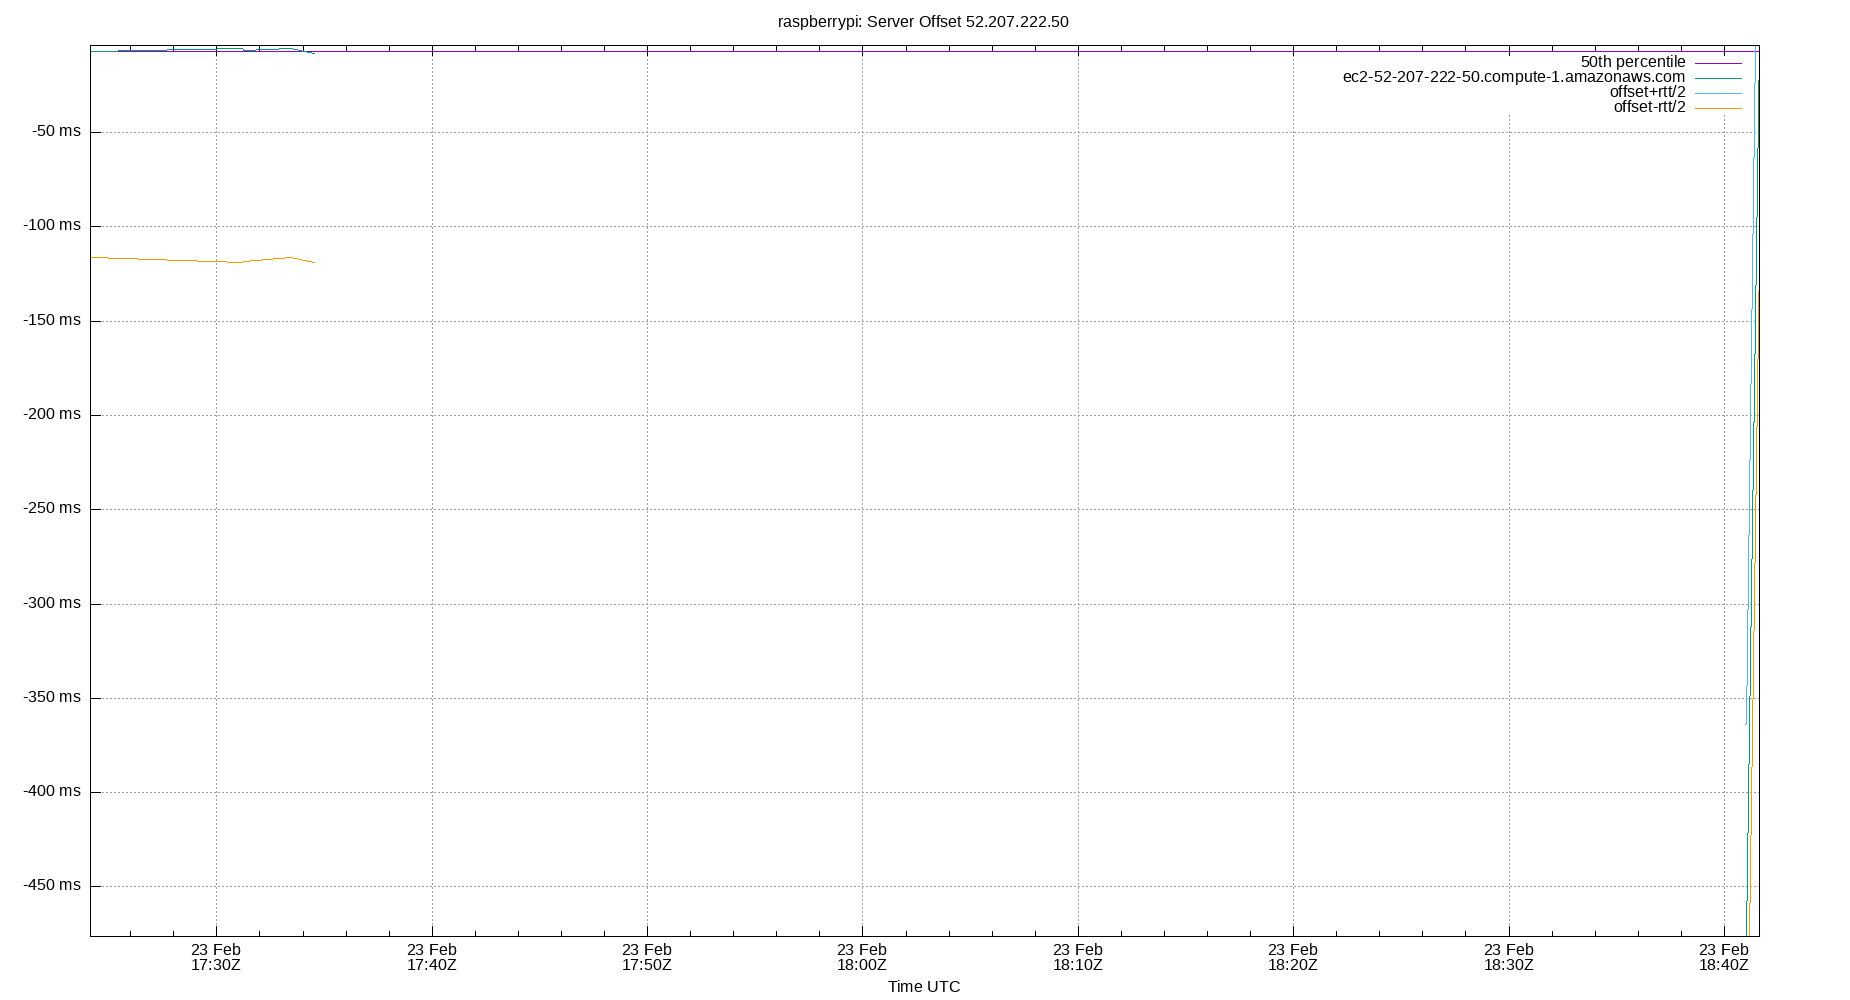 raspberrypi: Server Offset 52.207.222.50
50th percentile
ec2-52-207-222-50.compute-1.amazonaws.com
offset+rtt/2
offset-rtt/2
-50 ms
-100 ms
-150 ms
-200 ms
-250 ms
-300 ms
-350 ms
-400 ms
-450 ms
23 Feb 23 Feb 23 Feb 23 Feb 23 Feb 23 Feb 23 Feb 23 Feb
17:30Z 17:40Z 17:50Z 18:00Z 18:10Z 18:20Z 18:30Z 18:40Z
Time UTC